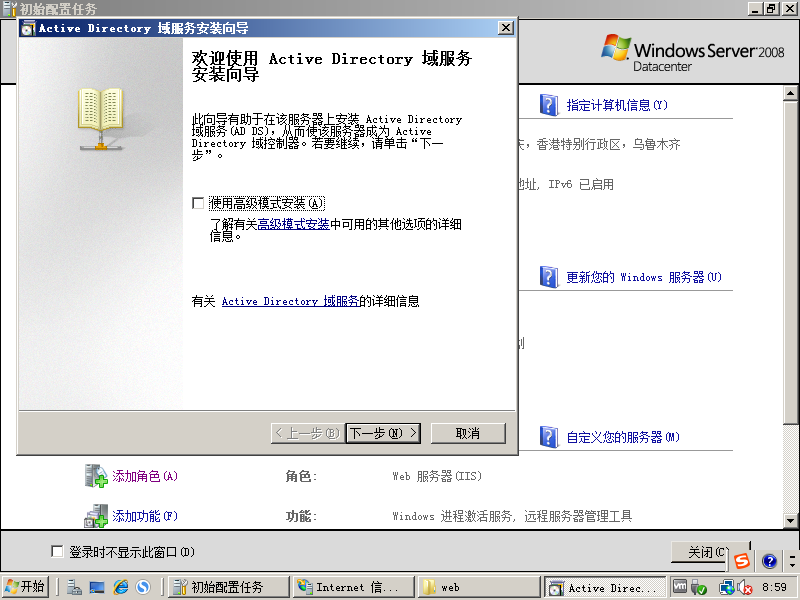 初始配置任务
Active Directory 域服务安装向导
欢迎使用 Active Directory 域服务
安装向导
此向导有助于在该服务器上安装 Active Directory
域服务(AD DS)，从而使该服务器成为 Active
Directory 域控制器。若要继续，请单击“下一
步”。
使用高级模式安装(A)
了解有关高级模式安装中可用的其他选项的详细
信息。
有关 Active Directory 域服务的详细信息
< 上一步(B)
下一步(N) >
取消
Windows Server 2008
Datacenter
指定计算机信息(Y)
，香港特别行政区，乌鲁木齐
地址, IPv6 已启用
更新您的 Windows 服务器(U)
自定义您的服务器(M)
添加角色(A)
角色:
Web 服务器(IIS)
添加功能(F)
功能:
Windows 进程激活服务, 远程服务器管理工具
登录时不显示此窗口(D)
关闭(C)
开始
初始配置任务
Internet 信...
web
Active Direc...
8:59